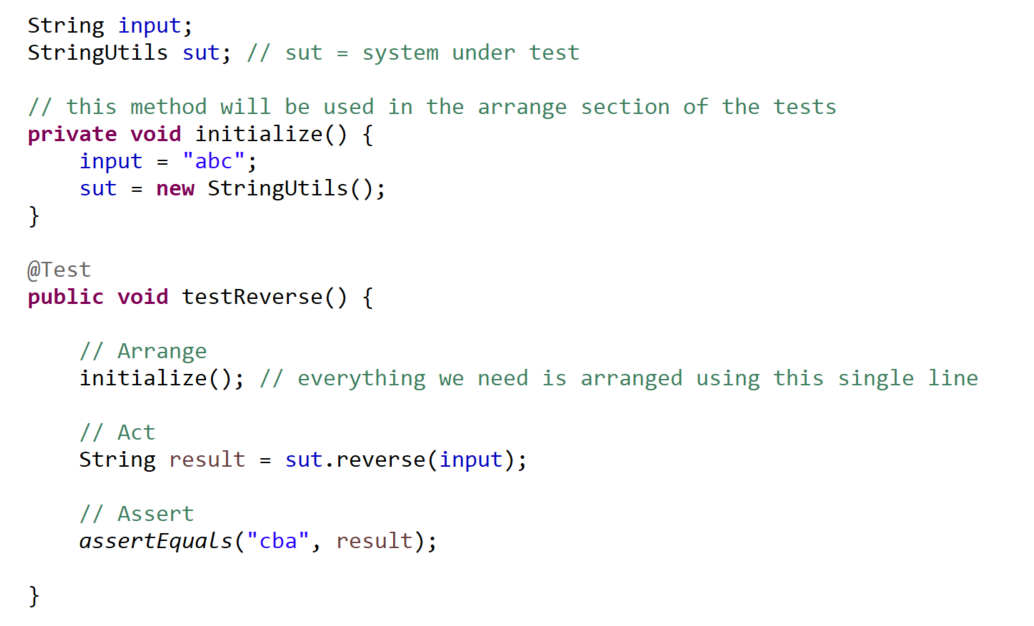 String input;
StringUtils sut; // sut = system under test
// this method will be used in the arrange section of the tests
private void initialize() {
    input = "abc";
    sut = new StringUtils();
}
@Test
public void testReverse() {
    // Arrange
    initialize(); // everything we need is arranged using this single line
    // Act
    String result = sut.reverse(input);
    // Assert
    assertEquals("cba", result);
}